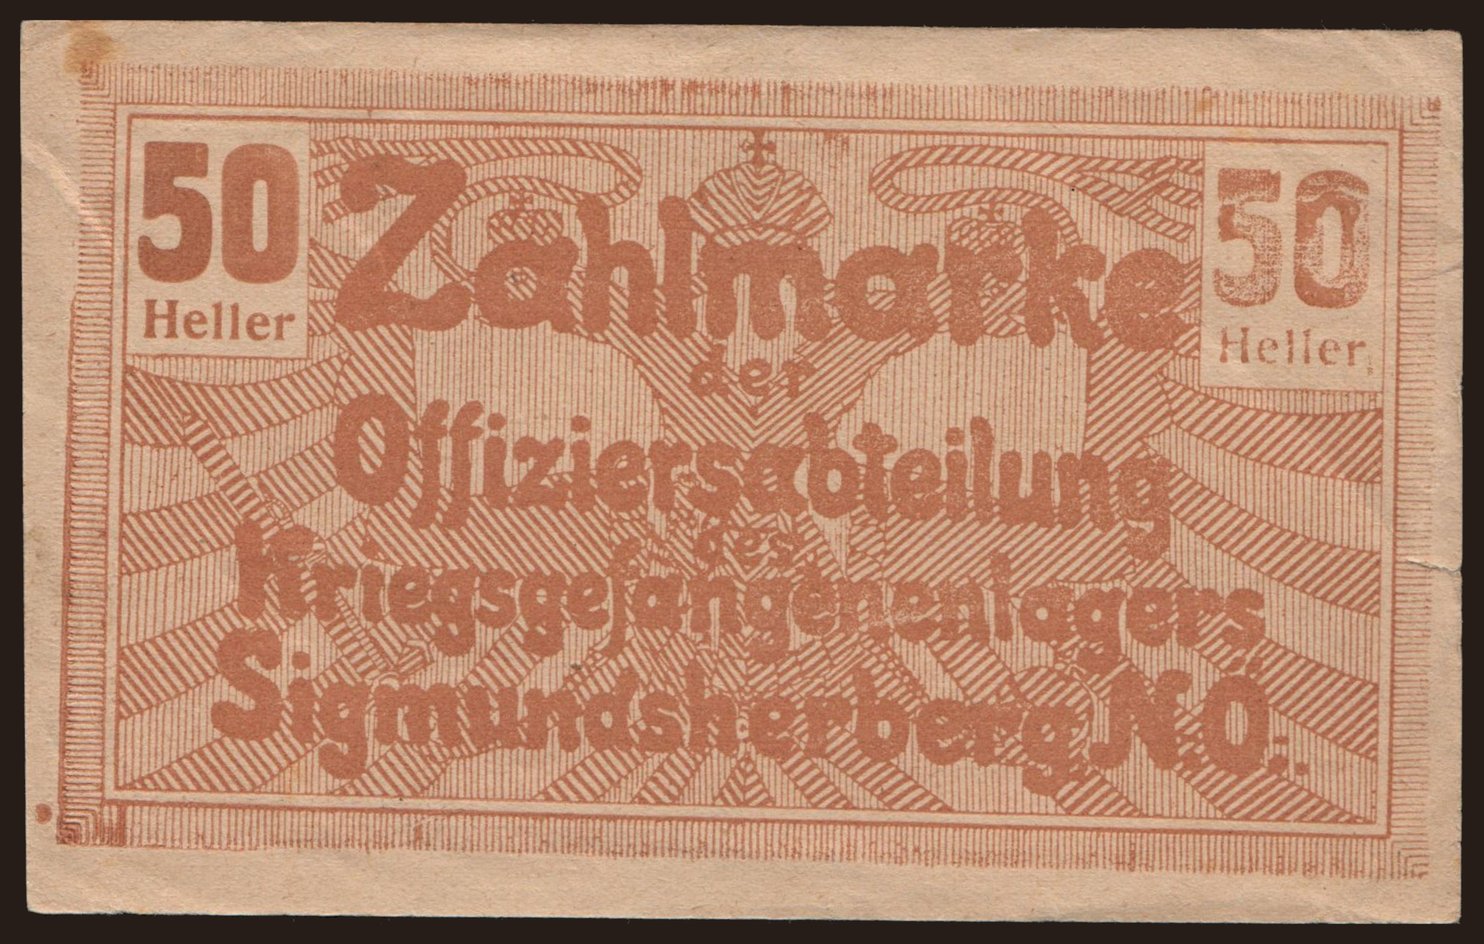 50
Heller
50
Heller
Zahlmarke
der
Offiziersabteilung
des
Kriegsgefangenenlagers
Sigmundsherberg N.Ö.:.